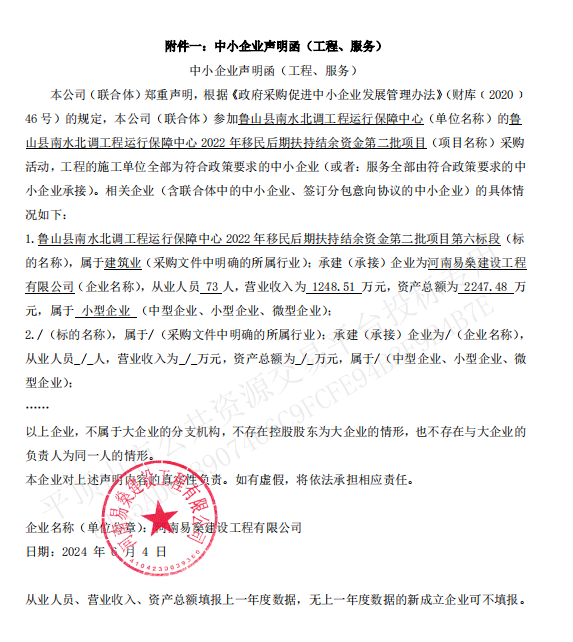 附件一：中小企业声明函（工程、服务）
中小企业声明函（工程、服务）
本公司（联合体）郑重声明，根据《政府采购促进中小企业发展管理办法》（财库﹝2020﹞
46 号）的规定，本公司（联合体）参加鲁山县南水北调工程运行保障中心（单位名称）的鲁
山县南水北调工程运行保障中心 2022 年移民后期扶持结余资金第二批项目（项目名称）采购
活动，工程的施工单位全部为符合政策要求的中小企业（或者：服务全部由符合政策要求的中
小企业承接）。相关企业（含联合体中的中小企业、签订分包意向协议的中小企业）的具体情
况如下：
1.鲁山县南水北调工程运行保障中心 2022 年移民后期扶持结余资金第二批项目第六标段（标
的名称），属于建筑业（采购文件中明确的所属行业）；承建（承接）企业为河南易燊建设工程
有限公司（企业名称），从业人员 73 人，营业收入为 1248.51 万元，资产总额为 2247.48 万
元，属于 小型企业 （中型企业、小型企业、微型企业）；
2./（标的名称），属于/（采购文件中明确的所属行业）；承建（承接）企业为/（企业名称），
从业人员_/_人，营业收入为_/_万元，资产总额为_/_万元，属于/（中型企业、小型企业、微
型企业）；
……
以上企业，不属于大企业的分支机构，不存在控股股东为大企业的情形，也不存在与大企业的
负责人为同一人的情形。
本企业对上述声明内容的真实性负责。如有虚假，将依法承担相应责任。
企业名称（单位盖章）：河南易燊建设工程有限公司
日期：2024 年 6 月 4 日
河南易燊建设工程有限公司
4104230039360
从业人员、营业收入、资产总额填报上一年度数据，无上一年度数据的新成立企业可不填报。